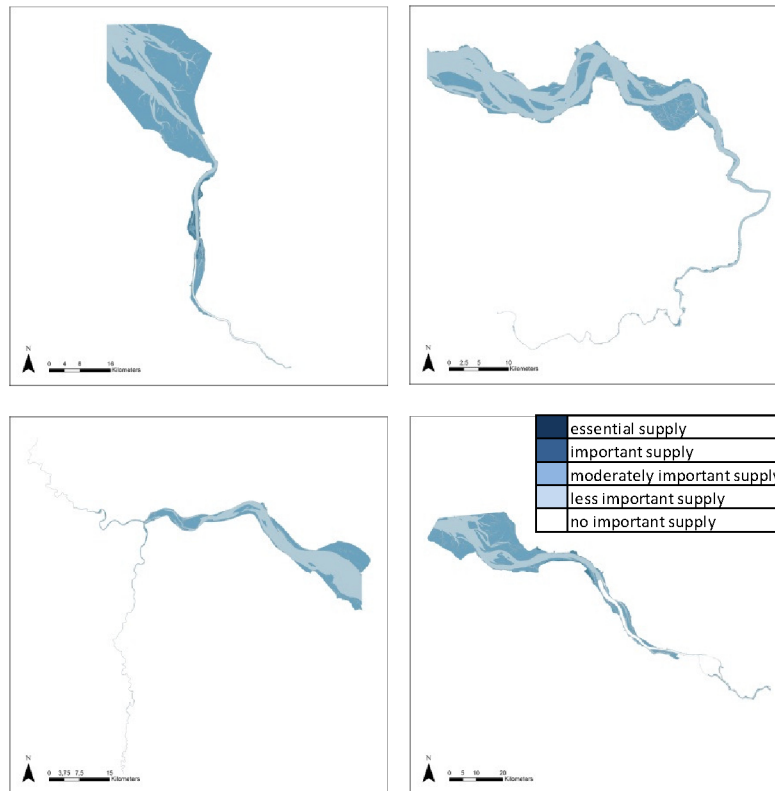 N
0 4 8 16
Kilometers
N
0 2,5 5 10
Kilometers
essential supply
important supply
moderately important supply
less important supply
no important supply
N
0 3,75 7,5 15
Kilometers
N
0 5 10 20
Kilometers